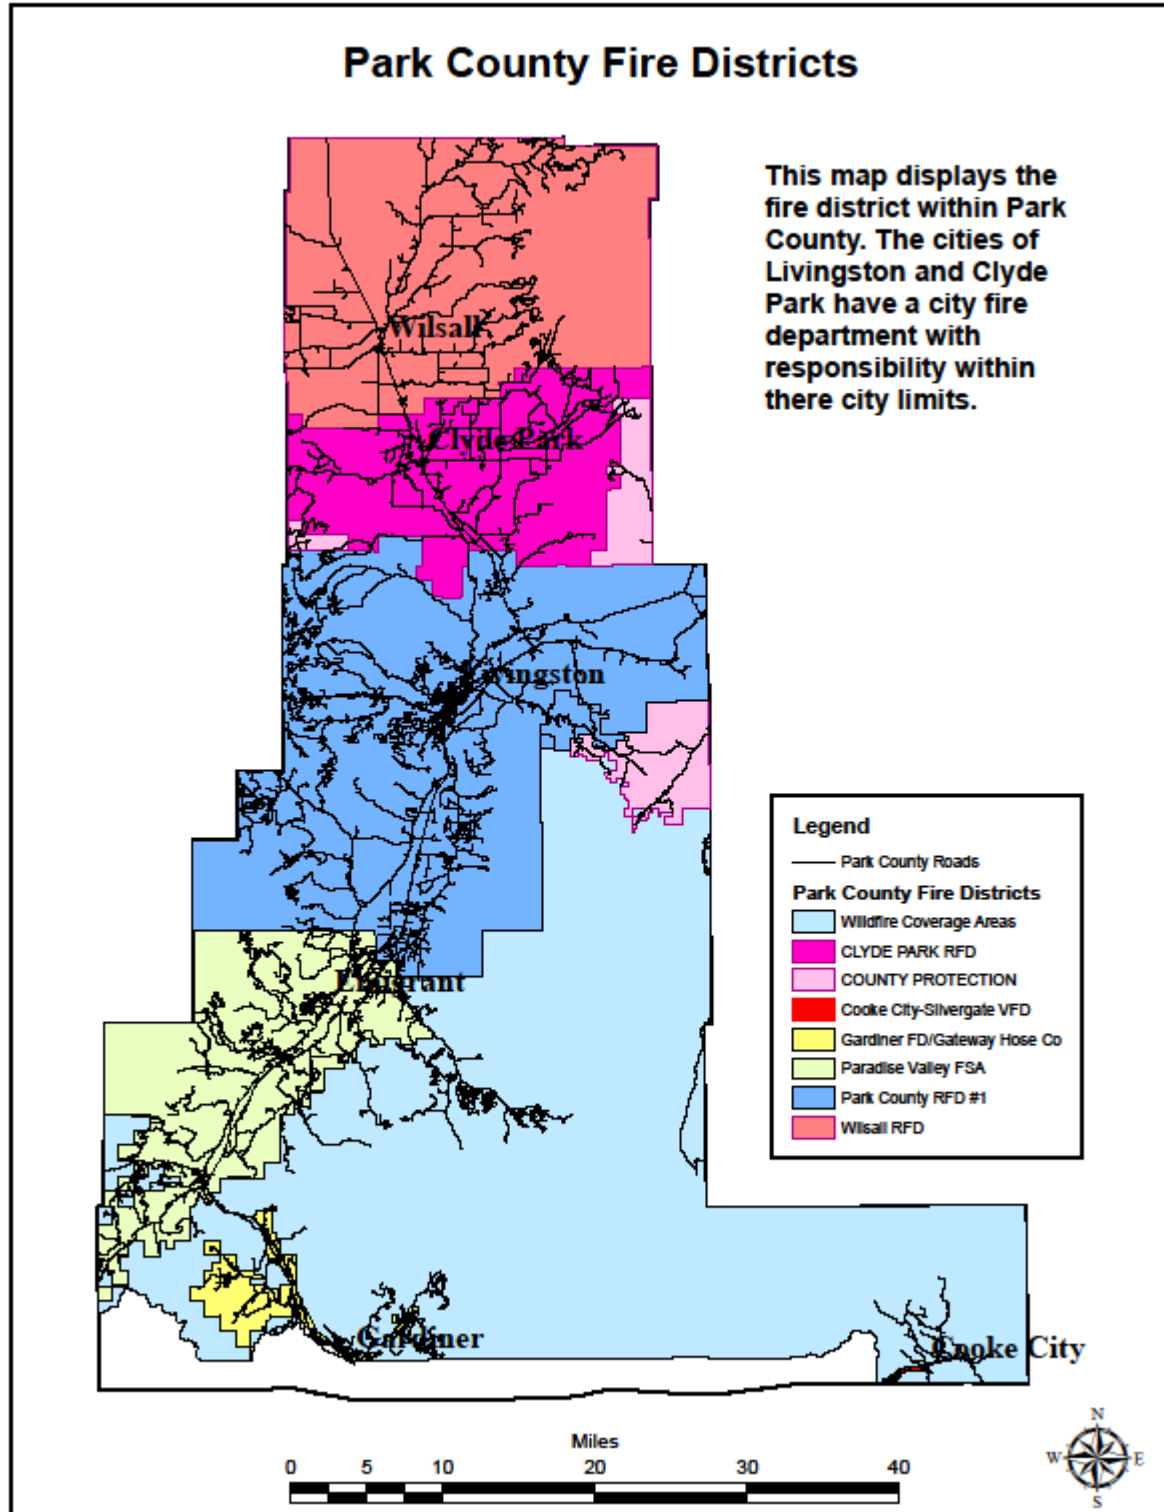 Park County Fire Districts
This map displays the
fire district within Park
County. The cities of
Livingston and Clyde
Park have a city fire
department with
responsibility within
there city limits.
Wilsall
Clyde Park
Livingston
Emigrant
Gardiner
Cooke City
Legend
Park County Roads
Park County Fire Districts
Wildfire Coverage Areas
CLYDE PARK RFD
COUNTY PROTECTION
Cooke City-Silvergate VFD
Gardiner FD/Gateway Hose Co
Paradise Valley FSA
Park County RFD #1
Wilsall RFD
Miles
0 5 10 20 30 40
N
W E
S